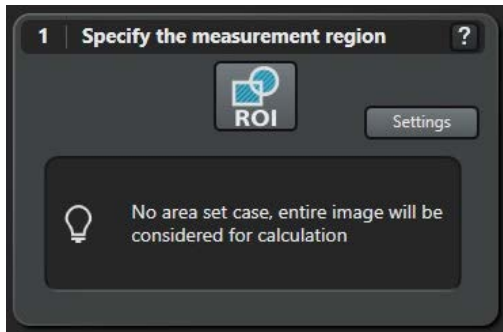 1 Specify the measurement region ?
ROI
Settings
No area set case, entire image will be
considered for calculation